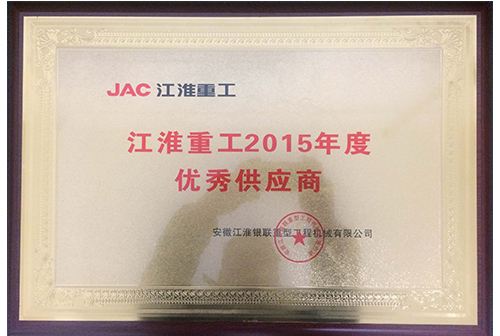 JAC 江淮重工
江淮重工2015年度
优秀供应商
安徽江淮银联重型工程机械有限公司